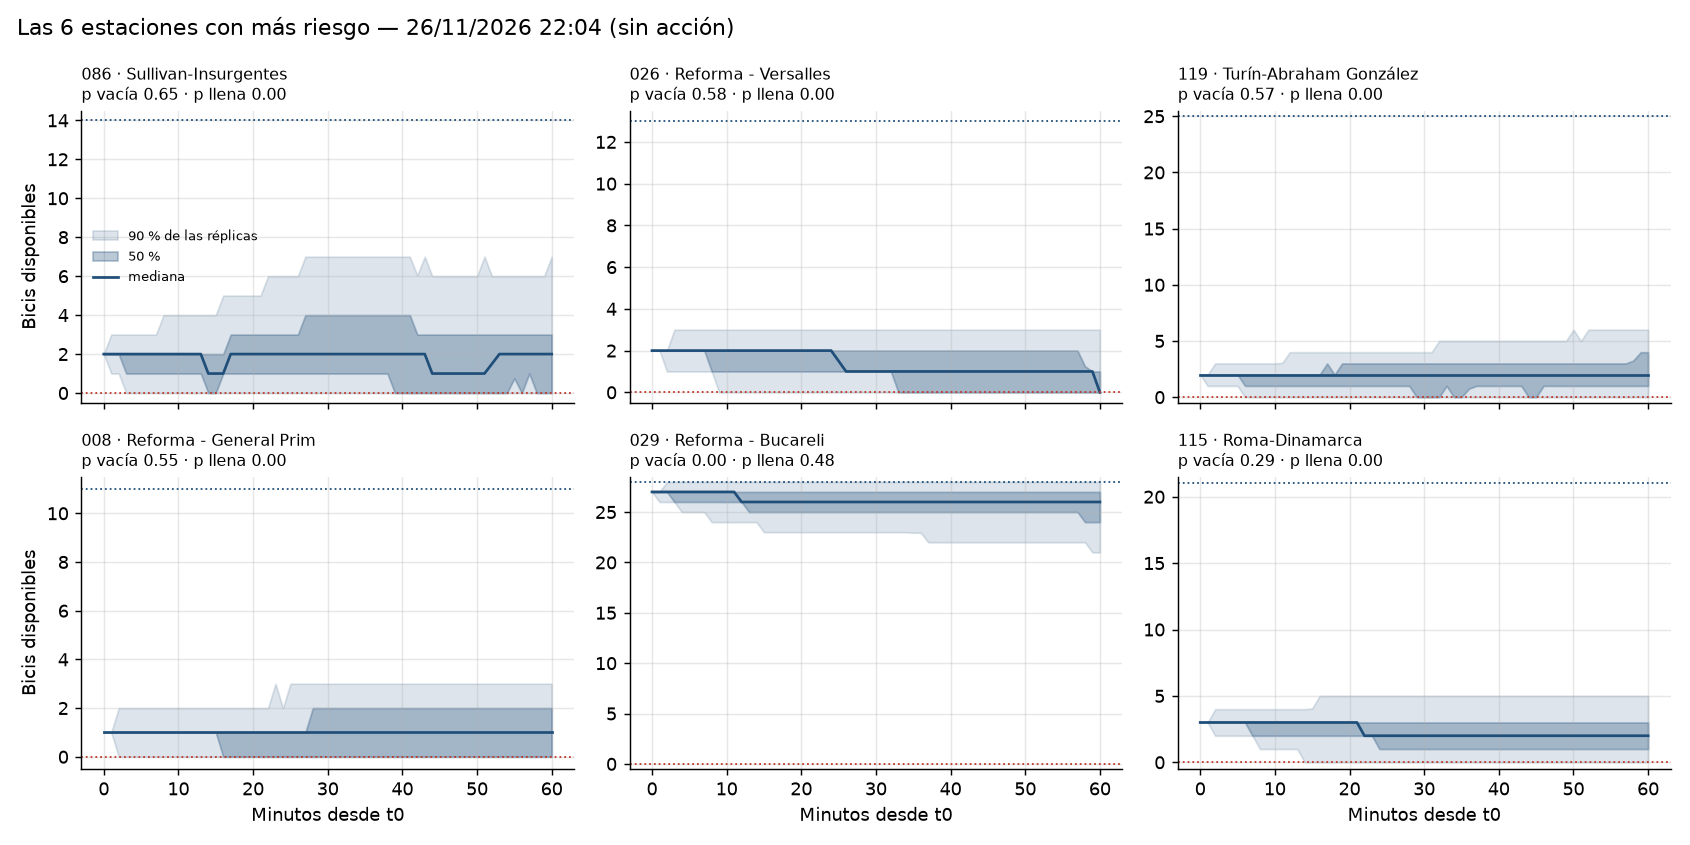 Las 6 estaciones con más riesgo — 26/11/2026 22:04 (sin acción)
086 · Sullivan-Insurgentes
p vacía 0.65 · p llena 0.00
14
12
10
8
6
4
2
0
Bicis disponibles
90 % de las réplicas
50 %
mediana
026 · Reforma - Versalles
p vacía 0.58 · p llena 0.00
12
10
8
6
4
2
0
119 · Turín-Abraham González
p vacía 0.57 · p llena 0.00
25
20
15
10
5
0
008 · Reforma - General Prim
p vacía 0.55 · p llena 0.00
10
8
6
4
2
0
Bicis disponibles
0 10 20 30 40 50 60
Minutos desde t0
029 · Reforma - Bucareli
p vacía 0.00 · p llena 0.48
25
20
15
10
5
0
0 10 20 30 40 50 60
Minutos desde t0
115 · Roma-Dinamarca
p vacía 0.29 · p llena 0.00
20
15
10
5
0
0 10 20 30 40 50 60
Minutos desde t0